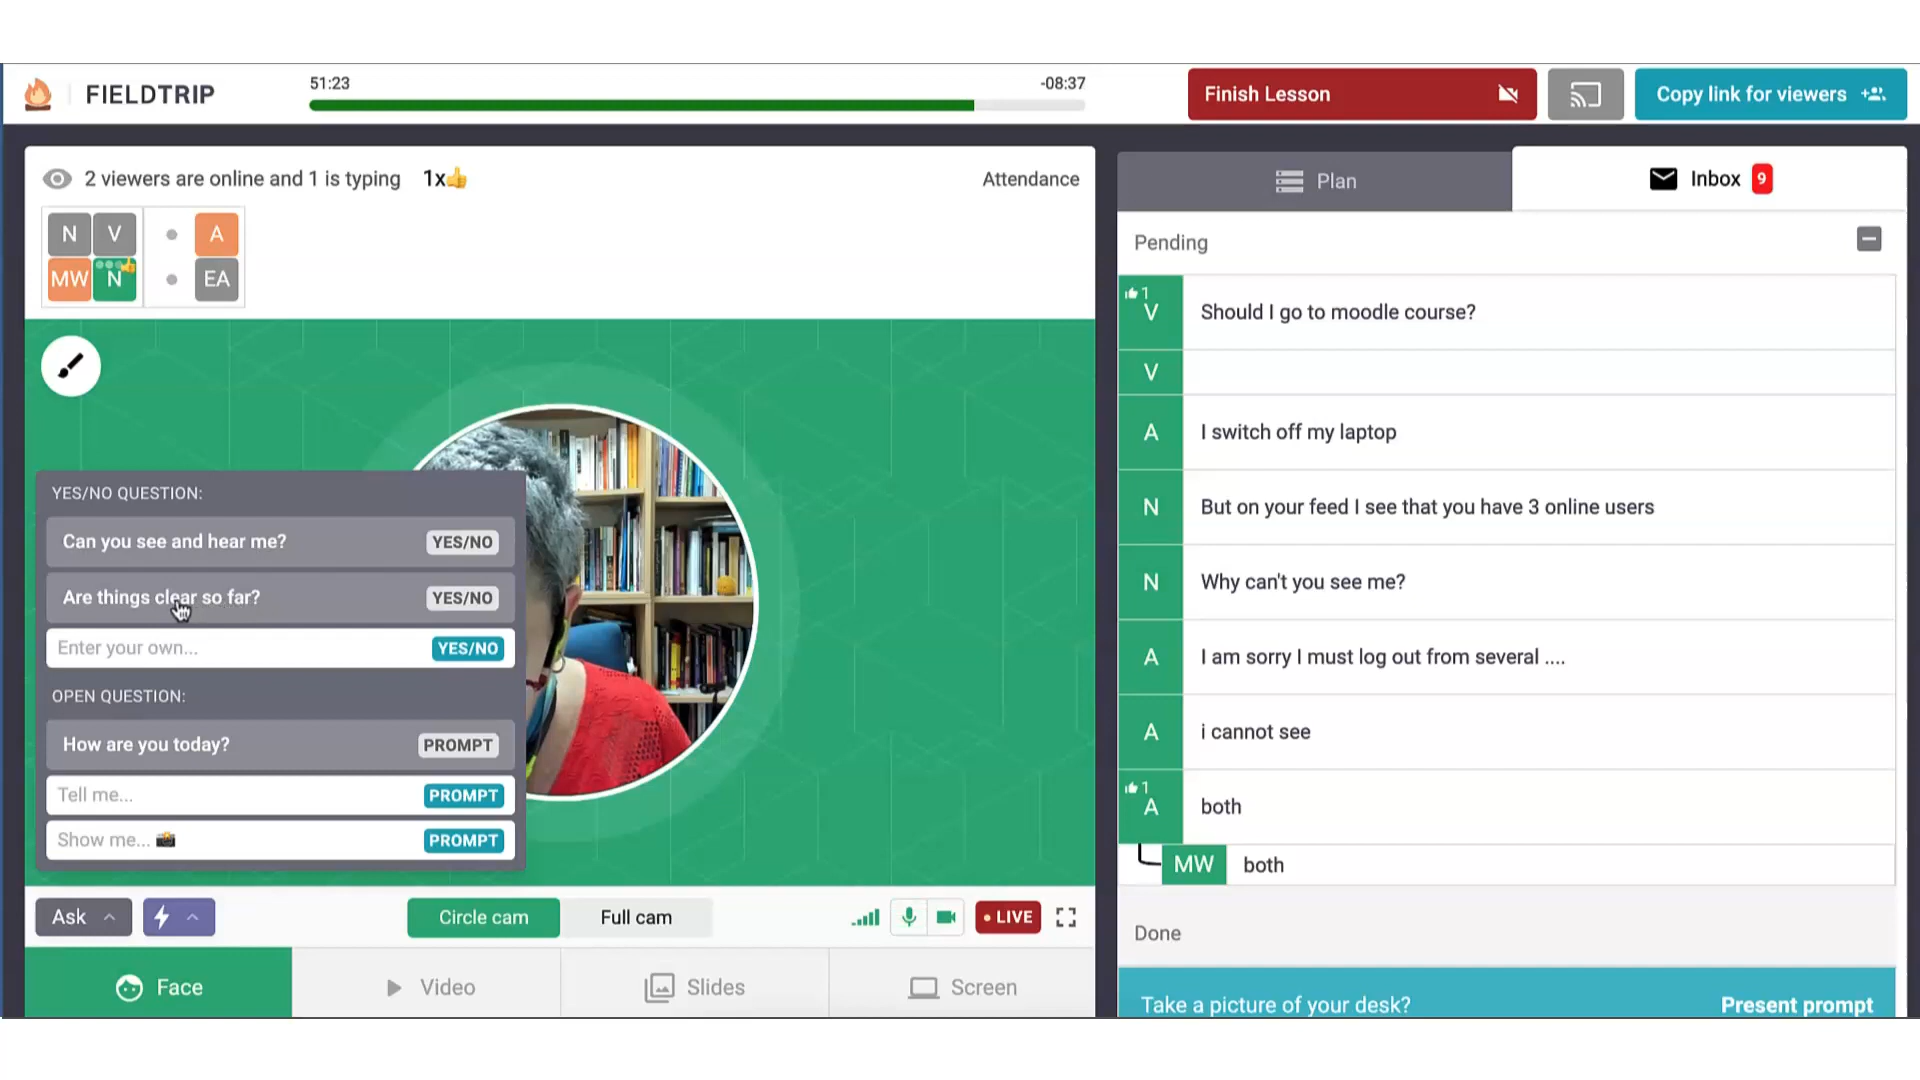 FIELDTRIP
51:23
-08:37
Finish Lesson
Copy link for viewers
2 viewers are online and 1 is typing
1x👍
Attendance
N V A
MW N EA
YES/NO QUESTION:
Can you see and hear me? YES/NO
Are things clear so far? YES/NO
Enter your own... YES/NO
OPEN QUESTION:
How are you today? PROMPT
Tell me... PROMPT
Show me... 📸 PROMPT
Ask
Circle cam
Full cam
LIVE
Face
Video
Slides
Screen
Plan
Inbox 9
Pending
1
V Should I go to moodle course?
V
A I switch off my laptop
N But on your feed I see that you have 3 online users
N Why can't you see me?
A I am sorry I must log out from several ....
A i cannot see
1
A both
MW both
Done
Take a picture of your desk? Present prompt